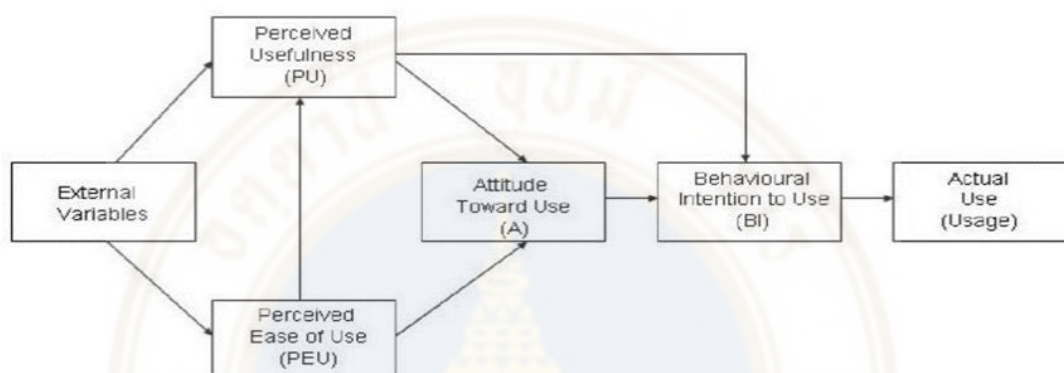 Perceived
Usefulness
(PU)
External
Variables
Attitude
Toward Use
(A)
Behavioural
Intention to Use
(BI)
Actual
Use
(Usage)
Perceived
Ease of Use
(PEU)